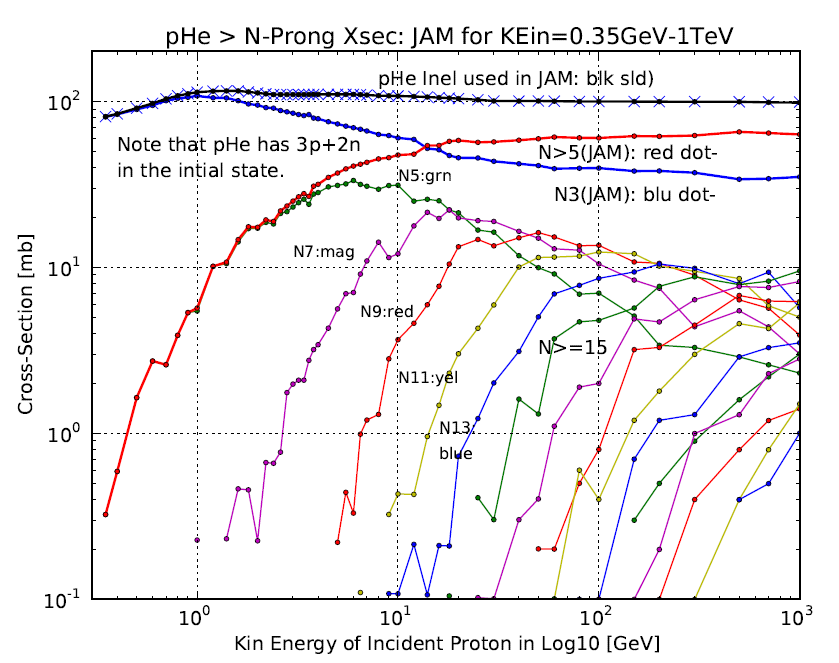 pHe > N-Prong Xsec: JAM for KEin=0.35GeV-1TeV
pHe Inel used in JAM: blk sld)
Note that pHe has 3p+2n
in the intial state.
N>5(JAM): red dot-
N3(JAM): blu dot-
N5:grn
N7:mag
N9:red
N11:yel
N13:
blue
N>=15
Cross-Section [mb]
10^2
10^1
10^0
10^-1
10^0 10^1 10^2 10^3
Kin Energy of Incident Proton in Log10 [GeV]